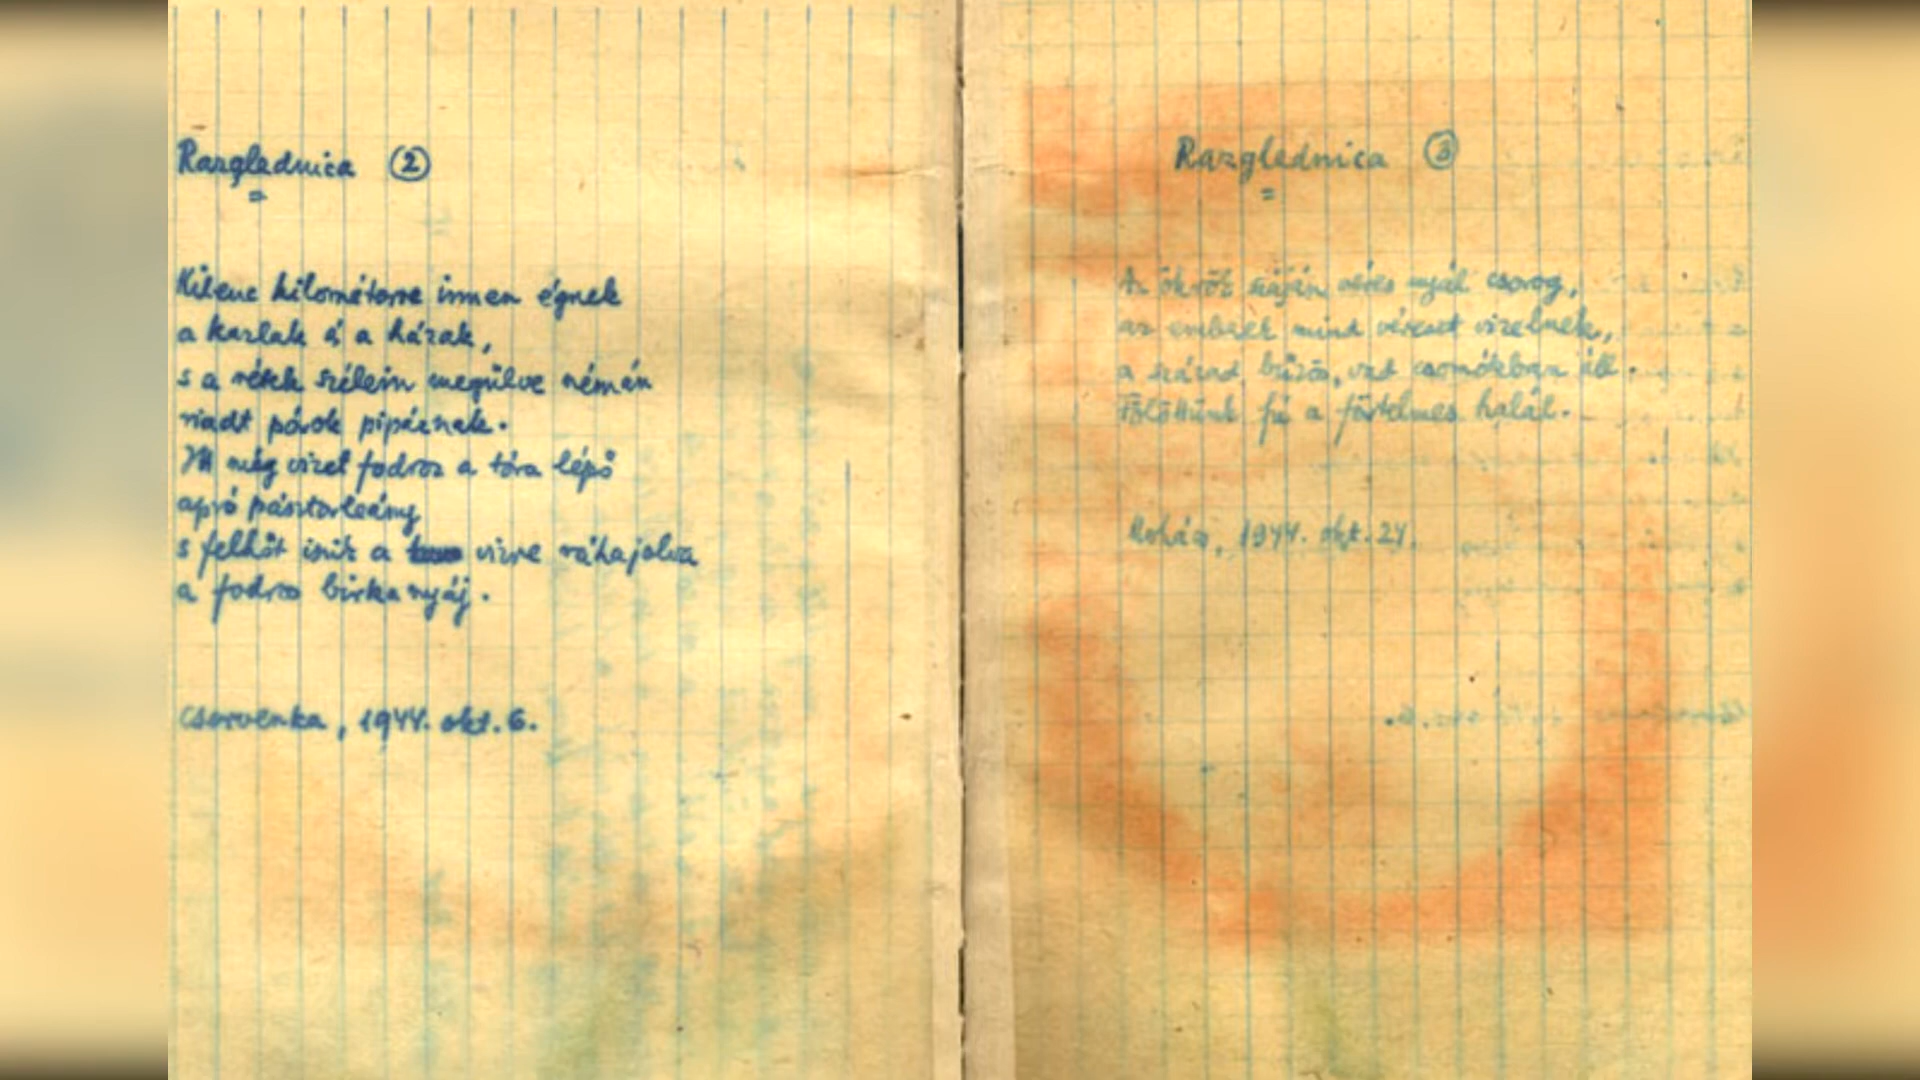 Razglednica (2)
Kilenc kilométerre innen égnek
a kazlak és a házak,
s a rétek szélein megülve némán
riadt pórok pipáznak.
Itt még vizet fodroz a tóra lépő
apró pásztorleány
s felhőt iszik a vizre ráhajolva
a fodros birkanyáj.
Cservenka, 1944. okt. 6.
Razglednica (3)
Az ökrök száján véres nyál csorog,
az emberek mind véreset vizelnek,
a század bűzös, vad csomókban áll.
Fölöttünk fú a förtelmes halál.
Mohács, 1944. okt. 24.